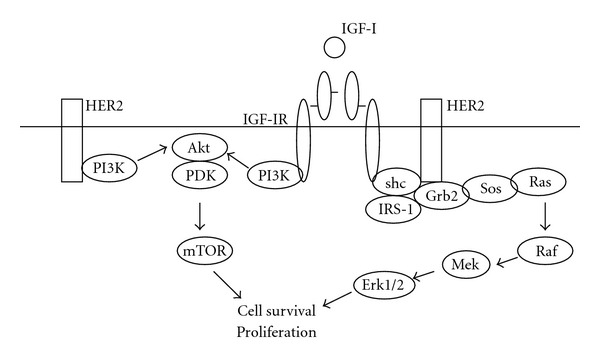 IGF-I
HER2
HER2
IGF-IR
Akt
PI3K
PDK
PI3K
shc
IRS-1
Grb2
Sos
Ras
mTOR
Raf
Mek
Erk1/2
Cell survival
Proliferation